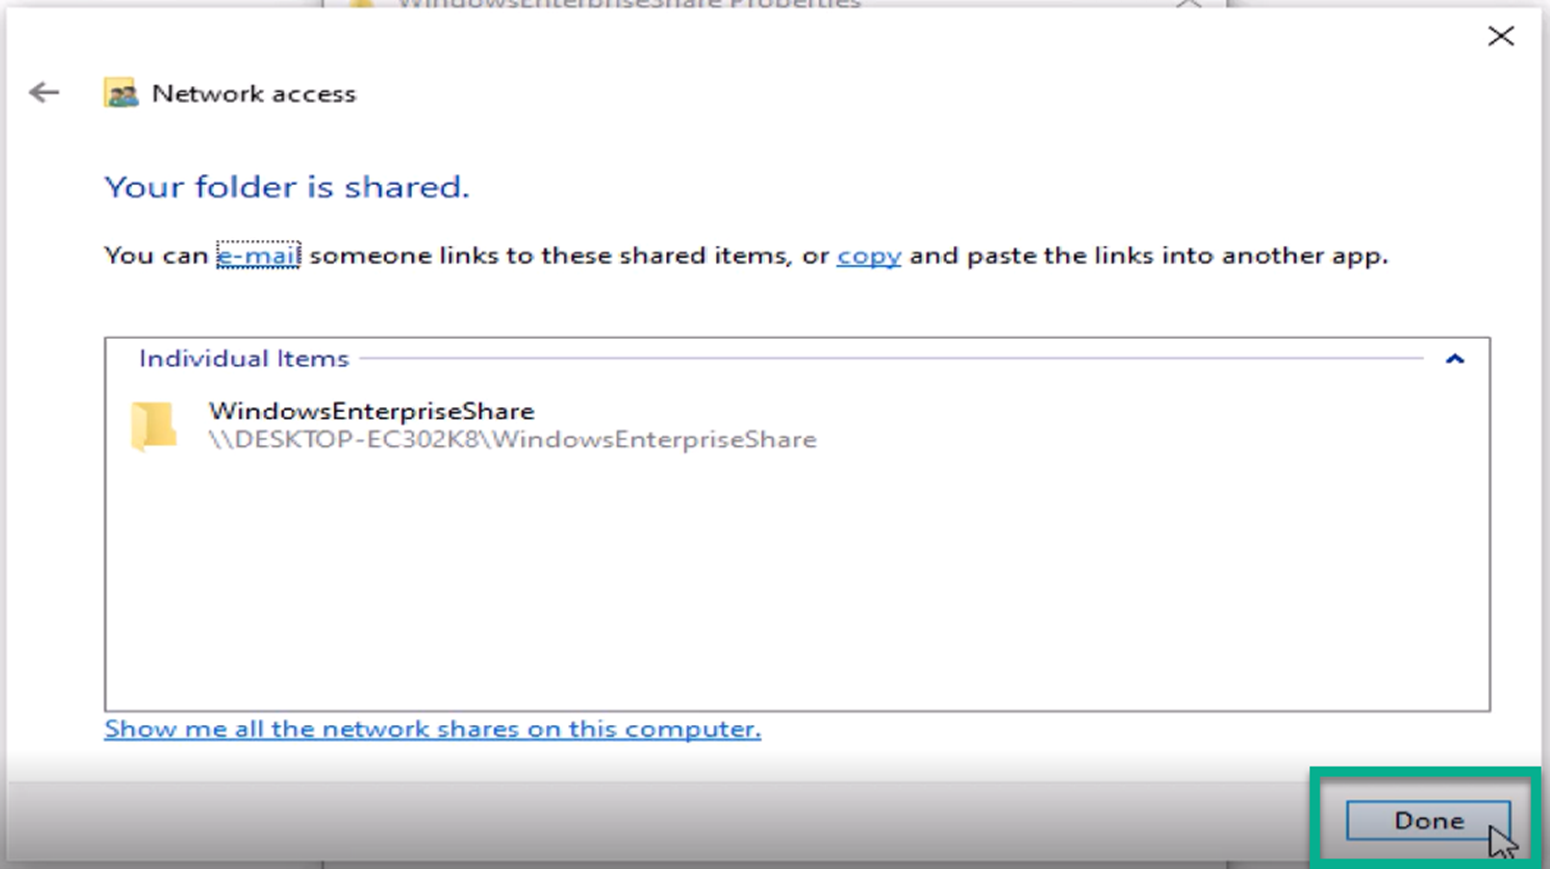 WindowsEnterpriseShare Properties
Network access
Your folder is shared.
You can e-mail someone links to these shared items, or copy and paste the links into another app.
Individual Items
WindowsEnterpriseShare
\\DESKTOP-EC302K8\WindowsEnterpriseShare
Show me all the network shares on this computer.
Done